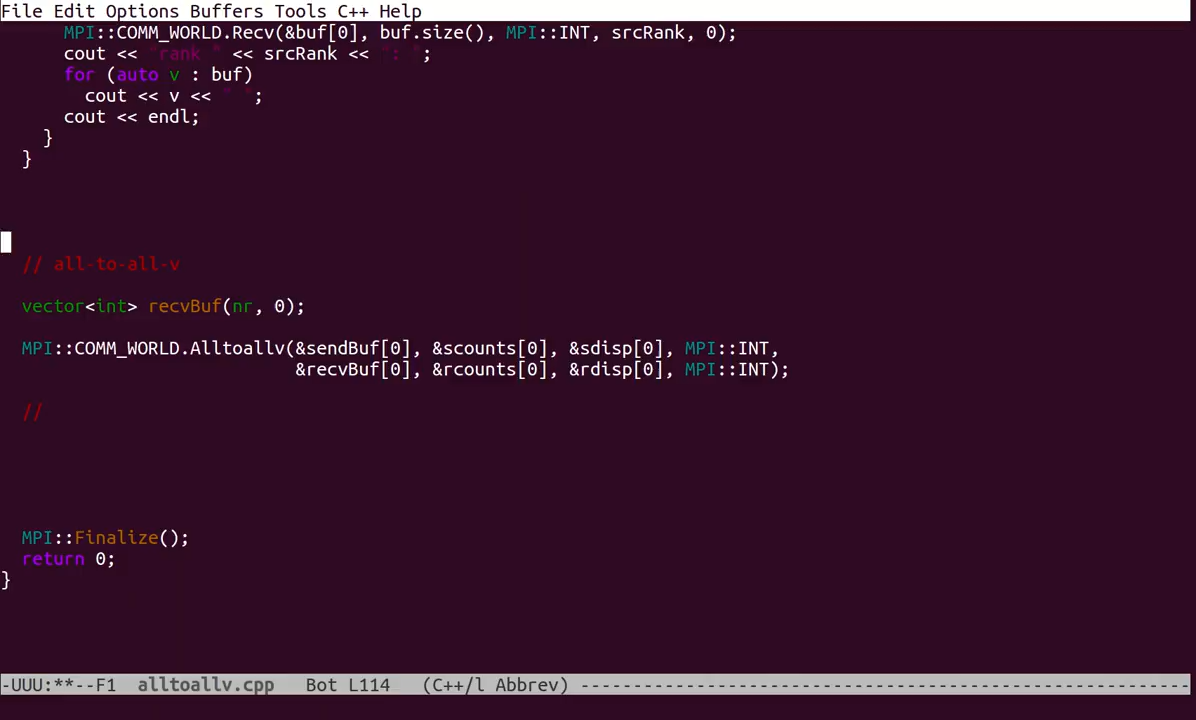 File Edit Options Buffers Tools C++ Help
MPI::COMM_WORLD.Recv(&buf[0], buf.size(), MPI::INT, srcRank, 0);
cout << "rank " << srcRank << ": ";
for (auto v : buf)
cout << v << " ";
cout << endl;
}
}
// all-to-all-v
vector<int> recvBuf(nr, 0);
MPI::COMM_WORLD.Alltoallv(&sendBuf[0], &scounts[0], &sdisp[0], MPI::INT,
&recvBuf[0], &rcounts[0], &rdisp[0], MPI::INT);
//
MPI::Finalize();
return 0;
}
-UUU:**--F1  alltoallv.cpp   Bot L114   (C++/l Abbrev) ----------------------------------------------------------